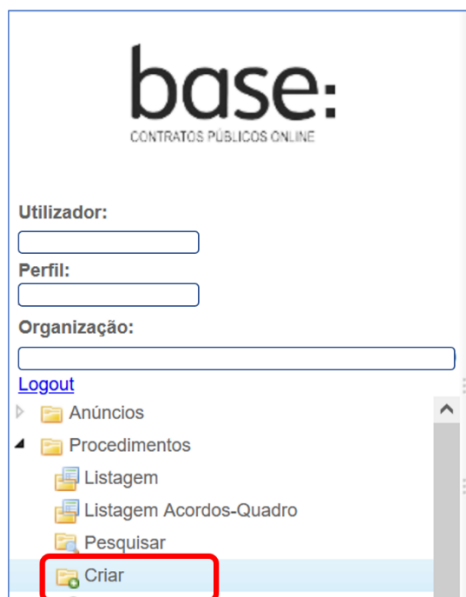 base:
CONTRATOS PÚBLICOS ONLINE
Utilizador:
Perfil:
Organização:
Logout
Anúncios
Procedimentos
Listagem
Listagem Acordos-Quadro
Pesquisar
Criar